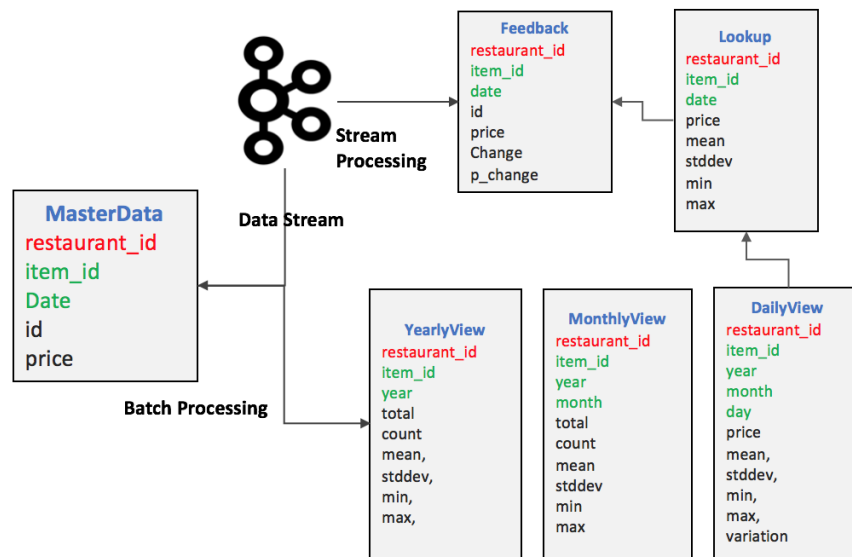 Feedback
restaurant_id
item_id
date
id
price
Change
p_change
Lookup
restaurant_id
item_id
date
price
mean
stddev
min
max
Stream
Processing
Data Stream
MasterData
restaurant_id
item_id
Date
id
price
Batch Processing
YearlyView
restaurant_id
item_id
year
total
count
mean,
stddev,
min,
max,
MonthlyView
restaurant_id
item_id
year
month
total
count
mean
stddev
min
max
DailyView
restaurant_id
item_id
year
month
day
price
mean,
stddev,
min,
max,
variation